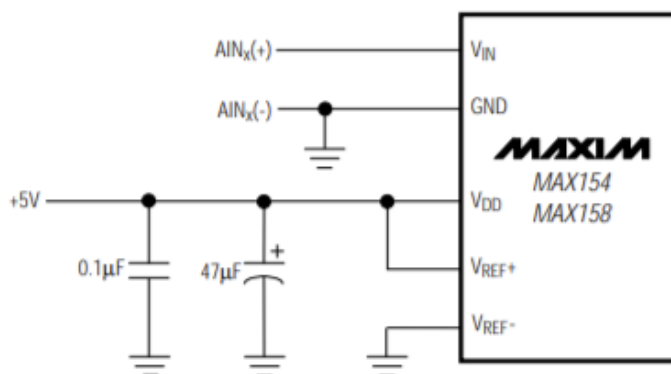 AINx(+)
VIN
AINx(-)
GND
MAXIM
MAX154
MAX158
+5V
VDD
0.1μF
47μF
+
VREF+
VREF-